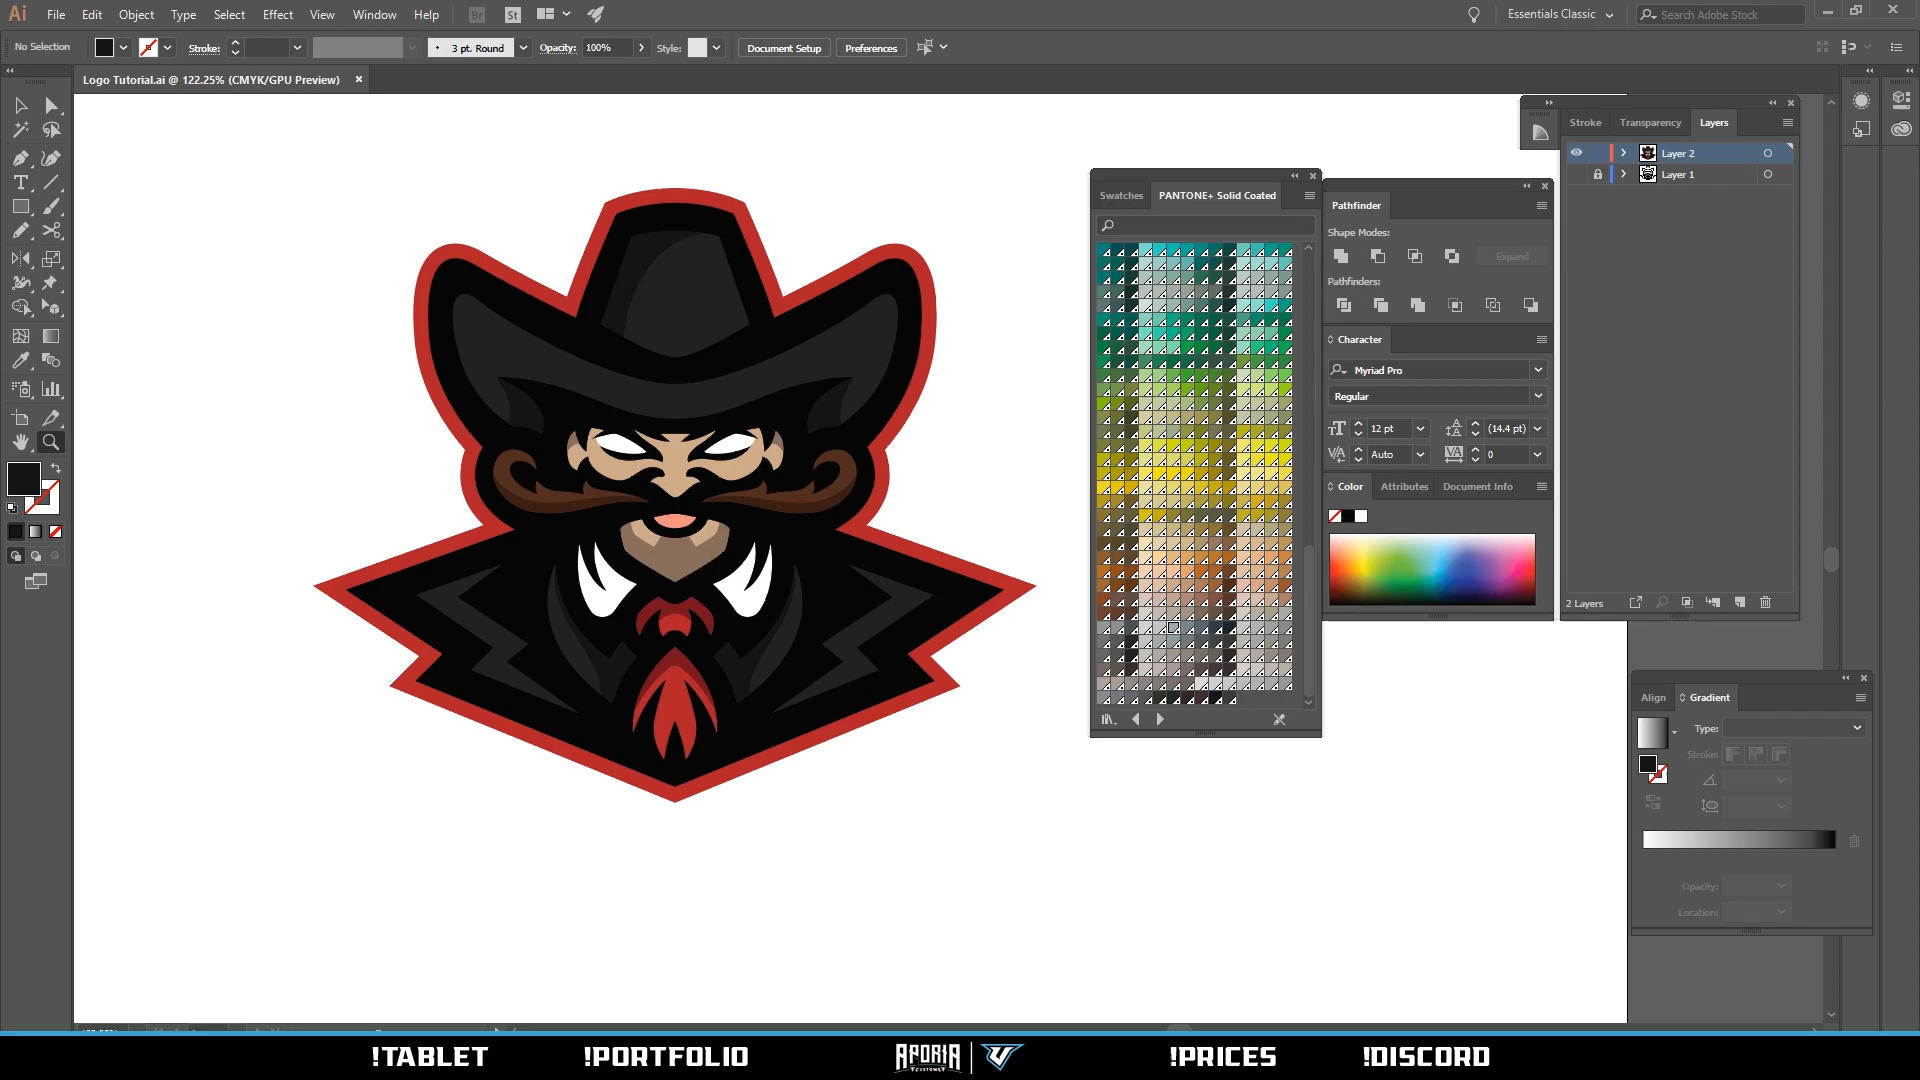 Ai File Edit Object Type Select Effect View Window Help Br St Essentials Classic Search Adobe Stock
No Selection Stroke: 3 pt. Round Opacity: 100% Style: Document Setup Preferences
Logo Tutorial.ai @ 122.25% (CMYK/GPU Preview)
Stroke Transparency Layers
Layer 2
Layer 1
2 Layers
Swatches PANTONE+ Solid Coated
Pathfinder
Shape Modes:
Expand
Pathfinders:
Character
Myriad Pro
Regular
12 pt (14.4 pt)
Auto 0
Color Attributes Document Info
Align Gradient
Type:
Stroke:
Opacity:
Location:
!TABLET !PORTFOLIO APORIA CUSTOMS !PRICES !DISCORD